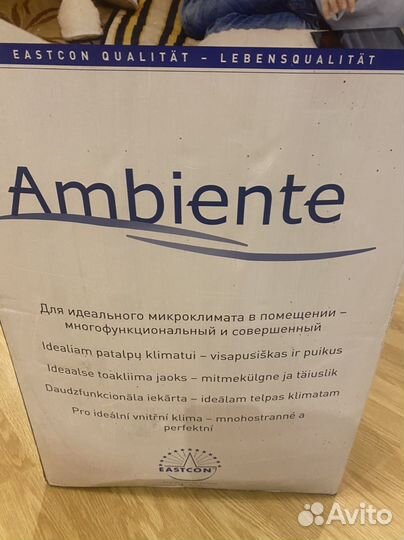 EASTCON QUALITÄT – LEBENSQUALITÄT
Ambiente
Для идеального микроклимата в помещении –
многофункциональный и совершенный
Idealiam patalpų klimatui – visapusiškas ir puikus
Ideaalse toakliima jaoks – mitmekülgne ja täiuslik
Daudzfunkcionāla iekārta – ideālam telpas klimatam
Pro ideální vnitřní klima – mnohostranné a
perfektní
EASTCON
Avito